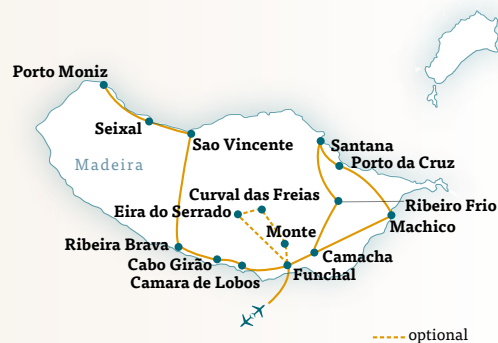 Porto Moniz
Seixal
Sao Vincente
Santana
Porto da Cruz
Madeira
Curval das Freias
Ribeiro Frio
Eira do Serrado
Machico
Monte
Ribeira Brava
Camacha
Cabo Girão
Funchal
Camara de Lobos
optional